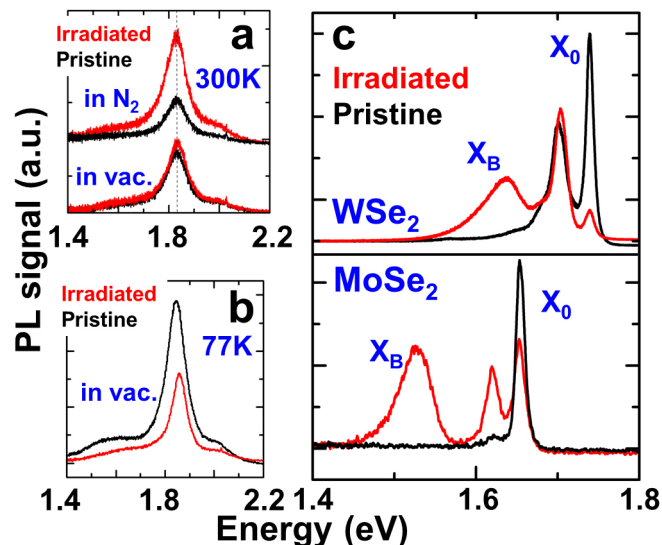 a
Irradiated
Pristine
300K
in N2
in vac.
1.4 1.8 2.2
b
Irradiated
Pristine
77K
in vac.
1.4 1.8 2.2
c
X0
Irradiated
Pristine
XB
WSe2
MoSe2
X0
XB
1.4 1.6 1.8
PL signal (a.u.)
Energy (eV)